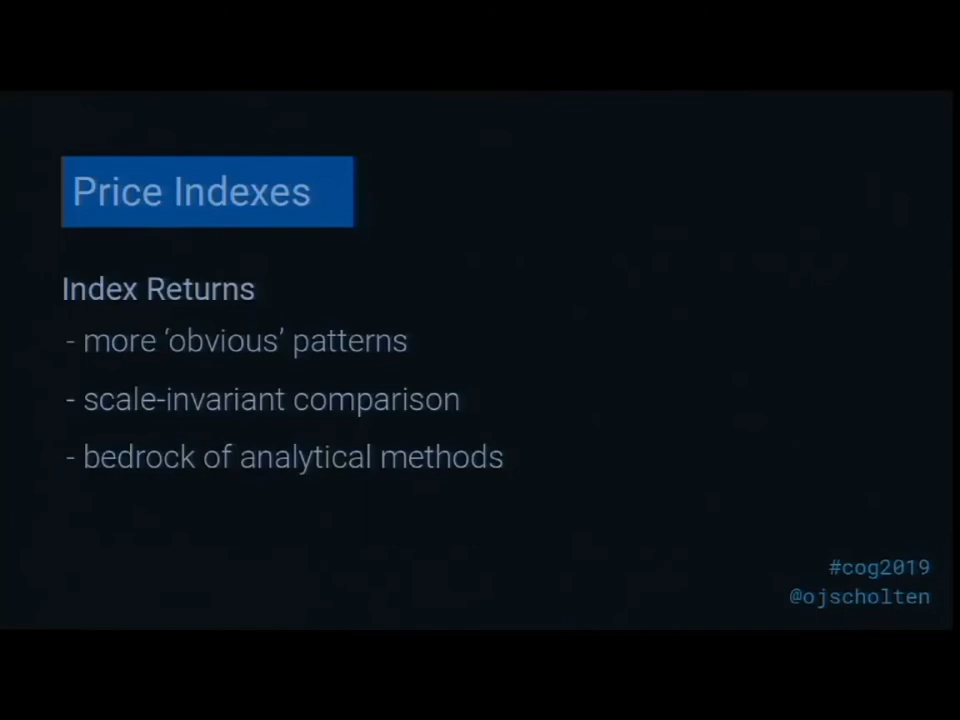 Price Indexes
Index Returns
- more ‘obvious’ patterns
- scale-invariant comparison
- bedrock of analytical methods
#cog2019
@ojscholten